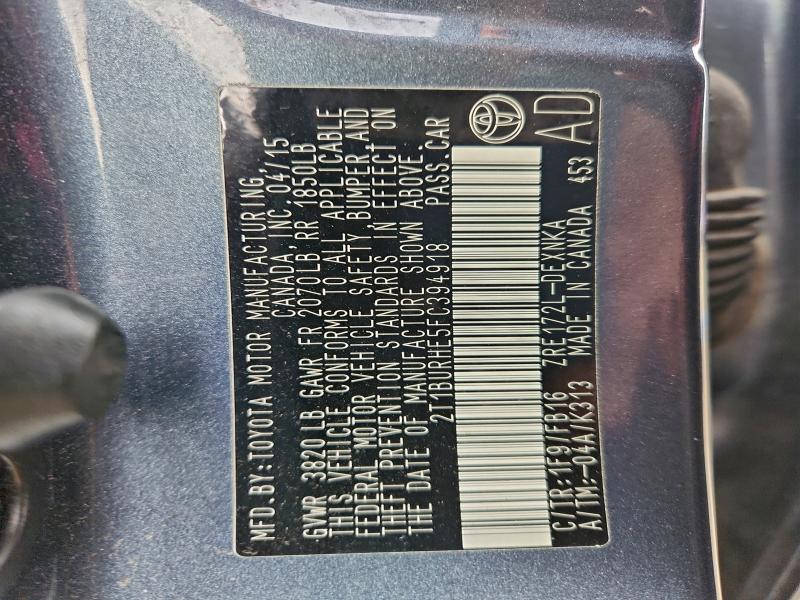 MFD.BY:TOYOTA MOTOR MANUFACTURING
CANADA, INC. 04/15
GVWR 3820 LB GAWR FR 2070LB, RR 1850LB
THIS VEHICLE CONFORMS TO ALL APPLICABLE
FEDERAL MOTOR VEHICLE SAFETY, BUMPER, AND
THEFT PREVENTION STANDARDS IN EFFECT ON
THE DATE OF MANUFACTURE SHOWN ABOVE.
2T1BURHE5FC394918 PASS.CAR
C/TR:1F9/FB16 ZRE172L-DEXNKA
A/TM:-04A/K313 MADE IN CANADA 453
AD